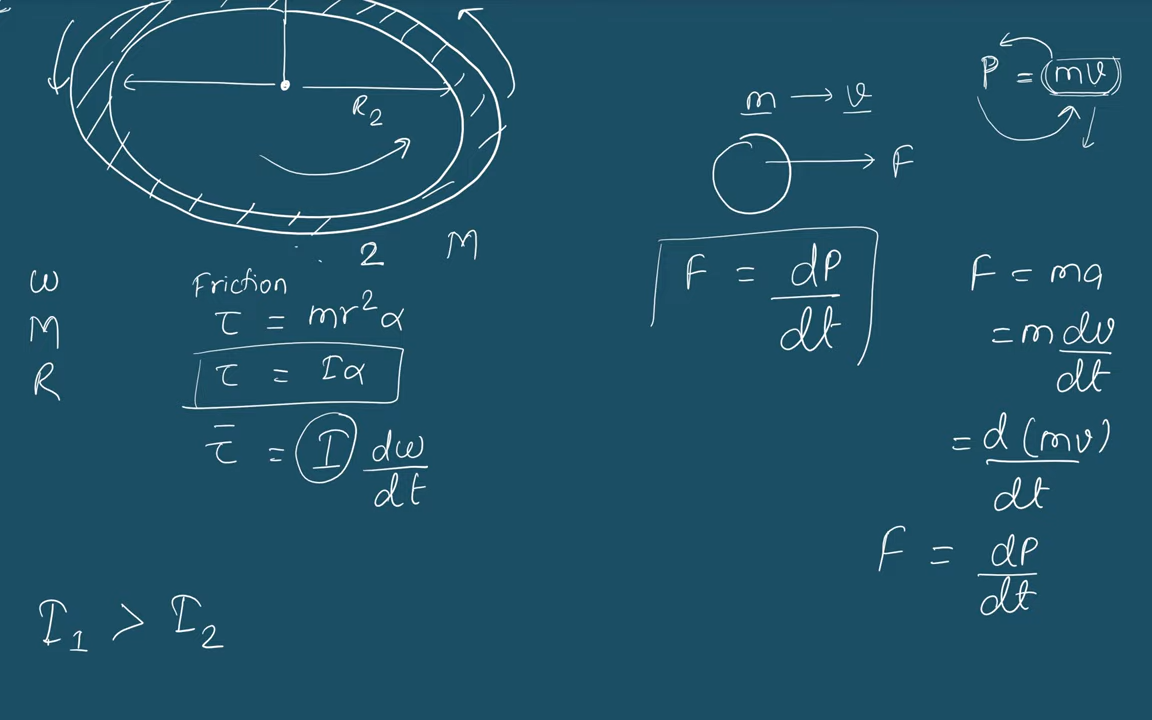 R₂
2 M
ω
M
R
Friction
τ = mr²α
τ = Iα
τ̄ = I dω/dt
I₁ > I₂
m → v
F
F = dP/dt
P = mv
F = ma
= m dv/dt
= d(mv)/dt
F = dP/dt